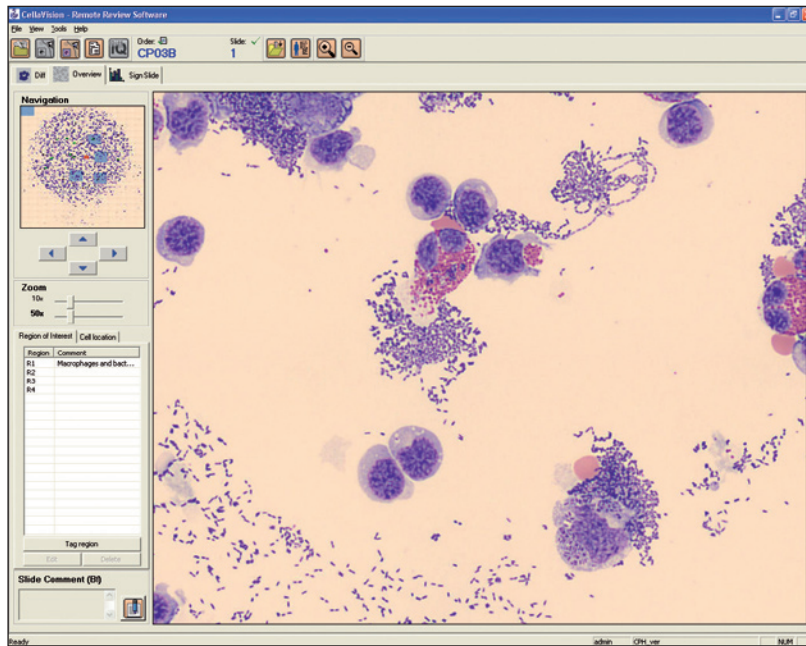 CellaVision - Remote Review Software
File View Tools Help
Order: CP03B
Slide: 1
Diff Overview Sign Slide
Navigation
Zoom
10x
50x
Region of Interest Cell location
Region Comment
R1 Macrophages and bact...
R2
R3
R4
Tag region
Edit Delete
Slide Comment (Bf)
Ready admin CPH_ver NUM